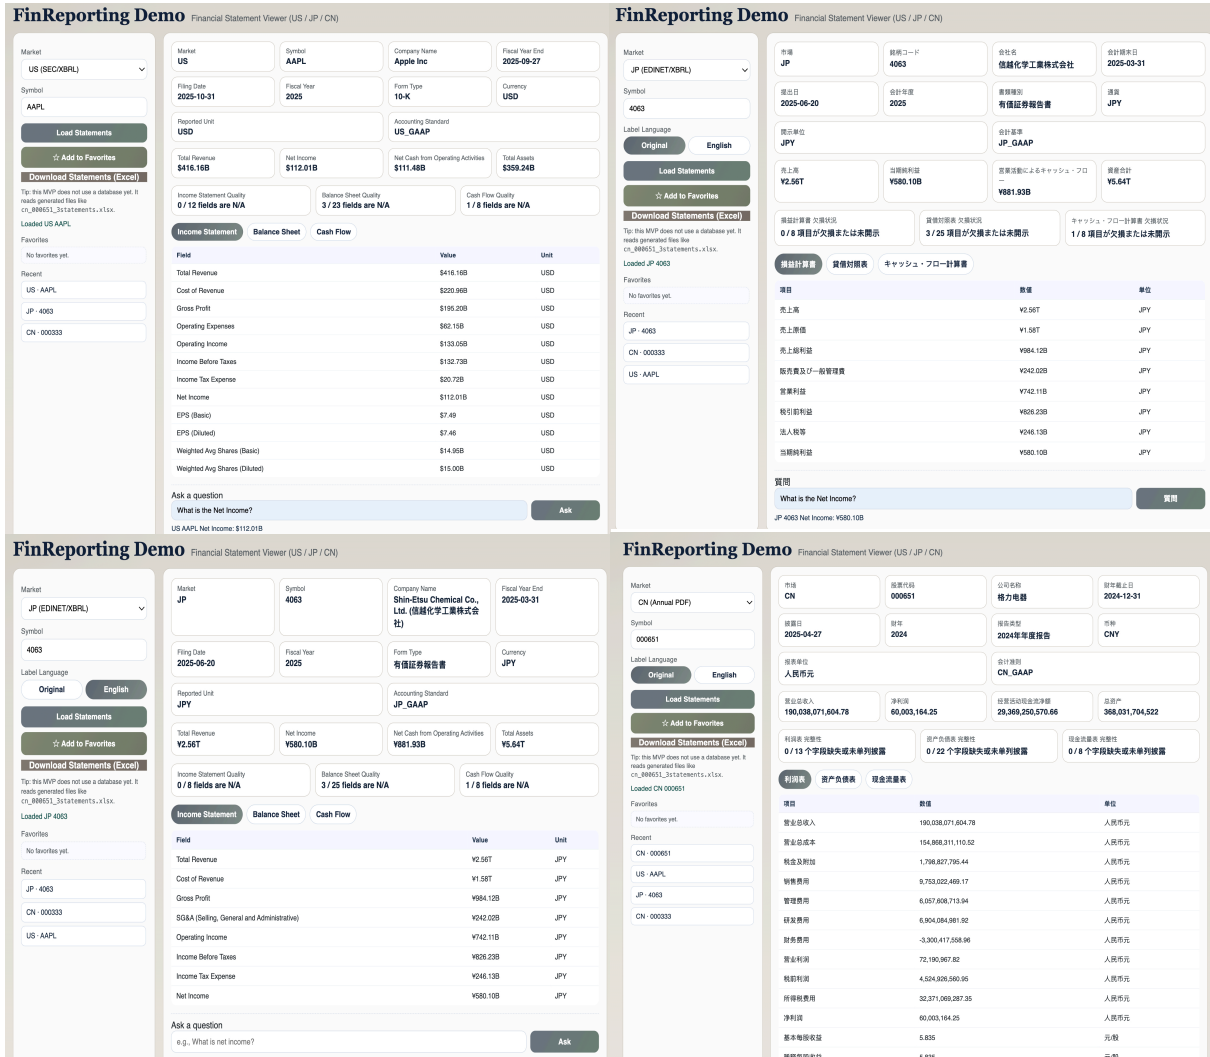 FinReporting Demo Financial Statement Viewer (US / JP / CN)
Market
US (SEC/XBRL)
Symbol
AAPL
Load Statements
☆ Add to Favorites
Download Statements (Excel)
Tip: this MVP does not use a database yet. It
reads generated files like
cn_000651_3statements.xlsx.
Loaded US AAPL
Favorites
No favorites yet.
Recent
US · AAPL
JP · 4063
CN · 000333
Market Symbol Company Name Fiscal Year End
US AAPL Apple Inc 2025-09-27
Filing Date Fiscal Year Form Type Currency
2025-10-31 2025 10-K USD
Reported Unit Accounting Standard
USD US_GAAP
Total Revenue Net Income Net Cash from Operating Activities Total Assets
$416.16B $112.01B $111.48B $359.24B
Income Statement Quality Balance Sheet Quality Cash Flow Quality
0 / 12 fields are N/A 3 / 23 fields are N/A 1 / 8 fields are N/A
Income Statement Balance Sheet Cash Flow
Field Value Unit
Total Revenue $416.16B USD
Cost of Revenue $220.96B USD
Gross Profit $195.20B USD
Operating Expenses $62.15B USD
Operating Income $133.05B USD
Income Before Taxes $132.73B USD
Income Tax Expense $20.72B USD
Net Income $112.01B USD
EPS (Basic) $7.49 USD
EPS (Diluted) $7.46 USD
Weighted Avg Shares (Basic) $14.95B USD
Weighted Avg Shares (Diluted) $15.00B USD
Ask a question
What is the Net Income? Ask
US AAPL Net Income: $112.01B
FinReporting Demo Financial Statement Viewer (US / JP / CN)
Market
JP (EDINET/XBRL)
Symbol
4063
Label Language
Original English
Load Statements
☆ Add to Favorites
Download Statements (Excel)
Tip: this MVP does not use a database yet. It
reads generated files like
cn_000651_3statements.xlsx.
Loaded JP 4063
Favorites
No favorites yet.
Recent
JP · 4063
CN · 000333
US · AAPL
市場 銘柄コード 会社名 会計期末日
JP 4063 信越化学工業株式会社 2025-03-31
提出日 会計年度 書類種別 通貨
2025-06-20 2025 有価証券報告書 JPY
開示単位 会計基準
JPY JP_GAAP
売上高 当期純利益 営業活動によるキャッシュ・フロー 資産合計
¥2.56T ¥580.10B ¥881.93B ¥5.64T
損益計算書 欠損状況 貸借対照表 欠損状況 キャッシュ・フロー計算書 欠損状況
0 / 8 項目が欠損または未開示 3 / 25 項目が欠損または未開示 1 / 8 項目が欠損または未開示
損益計算書 貸借対照表 キャッシュ・フロー計算書
項目 数値 単位
売上高 ¥2.56T JPY
売上原価 ¥1.58T JPY
売上総利益 ¥984.12B JPY
販売費及び一般管理費 ¥242.02B JPY
営業利益 ¥742.11B JPY
税引前利益 ¥826.23B JPY
法人税等 ¥246.13B JPY
当期純利益 ¥580.10B JPY
質問
What is the Net Income? 質問
JP 4063 Net Income: ¥580.10B
FinReporting Demo Financial Statement Viewer (US / JP / CN)
Market
JP (EDINET/XBRL)
Symbol
4063
Label Language
Original English
Load Statements
☆ Add to Favorites
Download Statements (Excel)
Tip: this MVP does not use a database yet. It
reads generated files like
cn_000651_3statements.xlsx.
Loaded JP 4063
Favorites
No favorites yet.
Recent
JP · 4063
CN · 000333
US · AAPL
Market Symbol Company Name Fiscal Year End
JP 4063 Shin-Etsu Chemical Co., Ltd. (信越化学工業株式会社) 2025-03-31
Filing Date Fiscal Year Form Type Currency
2025-06-20 2025 有価証券報告書 JPY
Reported Unit Accounting Standard
JPY JP_GAAP
Total Revenue Net Income Net Cash from Operating Activities Total Assets
¥2.56T ¥580.10B ¥881.93B ¥5.64T
Income Statement Quality Balance Sheet Quality Cash Flow Quality
0 / 8 fields are N/A 3 / 25 fields are N/A 1 / 8 fields are N/A
Income Statement Balance Sheet Cash Flow
Field Value Unit
Total Revenue ¥2.56T JPY
Cost of Revenue ¥1.58T JPY
Gross Profit ¥984.12B JPY
SG&A (Selling, General and Administrative) ¥242.02B JPY
Operating Income ¥742.11B JPY
Income Before Taxes ¥826.23B JPY
Income Tax Expense ¥246.13B JPY
Net Income ¥580.10B JPY
Ask a question
e.g., What is net income? Ask
FinReporting Demo Financial Statement Viewer (US / JP / CN)
Market
CN (Annual PDF)
Symbol
000651
Label Language
Original English
Load Statements
☆ Add to Favorites
Download Statements (Excel)
Tip: this MVP does not use a database yet. It
reads generated files like
cn_000651_3statements.xlsx.
Loaded CN 000651
Favorites
No favorites yet.
Recent
CN · 000651
US · AAPL
JP · 4063
CN · 000333
市场 股票代码 公司名称 财年截止日
CN 000651 格力电器 2024-12-31
披露日 财年 报告类型 币种
2025-04-27 2024 2024年年度报告 CNY
报表单位 会计准则
人民币元 CN_GAAP
营业总收入 净利润 经营活动现金流净额 总资产
190,038,071,604.78 60,003,164.25 29,369,250,570.66 368,031,704,522
利润表 完整性 资产负债表 完整性 现金流量表 完整性
0 / 13 个字段缺失或未单列披露 0 / 22 个字段缺失或未单列披露 0 / 8 个字段缺失或未单列披露
利润表 资产负债表 现金流量表
项目 数值 单位
营业总收入 190,038,071,604.78 人民币元
营业总成本 154,868,311,110.52 人民币元
税金及附加 1,798,827,795.44 人民币元
销售费用 9,753,022,469.17 人民币元
管理费用 6,057,608,713.94 人民币元
研发费用 6,904,084,981.92 人民币元
财务费用 -3,300,417,558.96 人民币元
营业利润 72,190,967.82 人民币元
税前利润 4,524,926,560.95 人民币元
所得税费用 32,371,069,287.35 人民币元
净利润 60,003,164.25 人民币元
基本每股收益 5.835 元/股